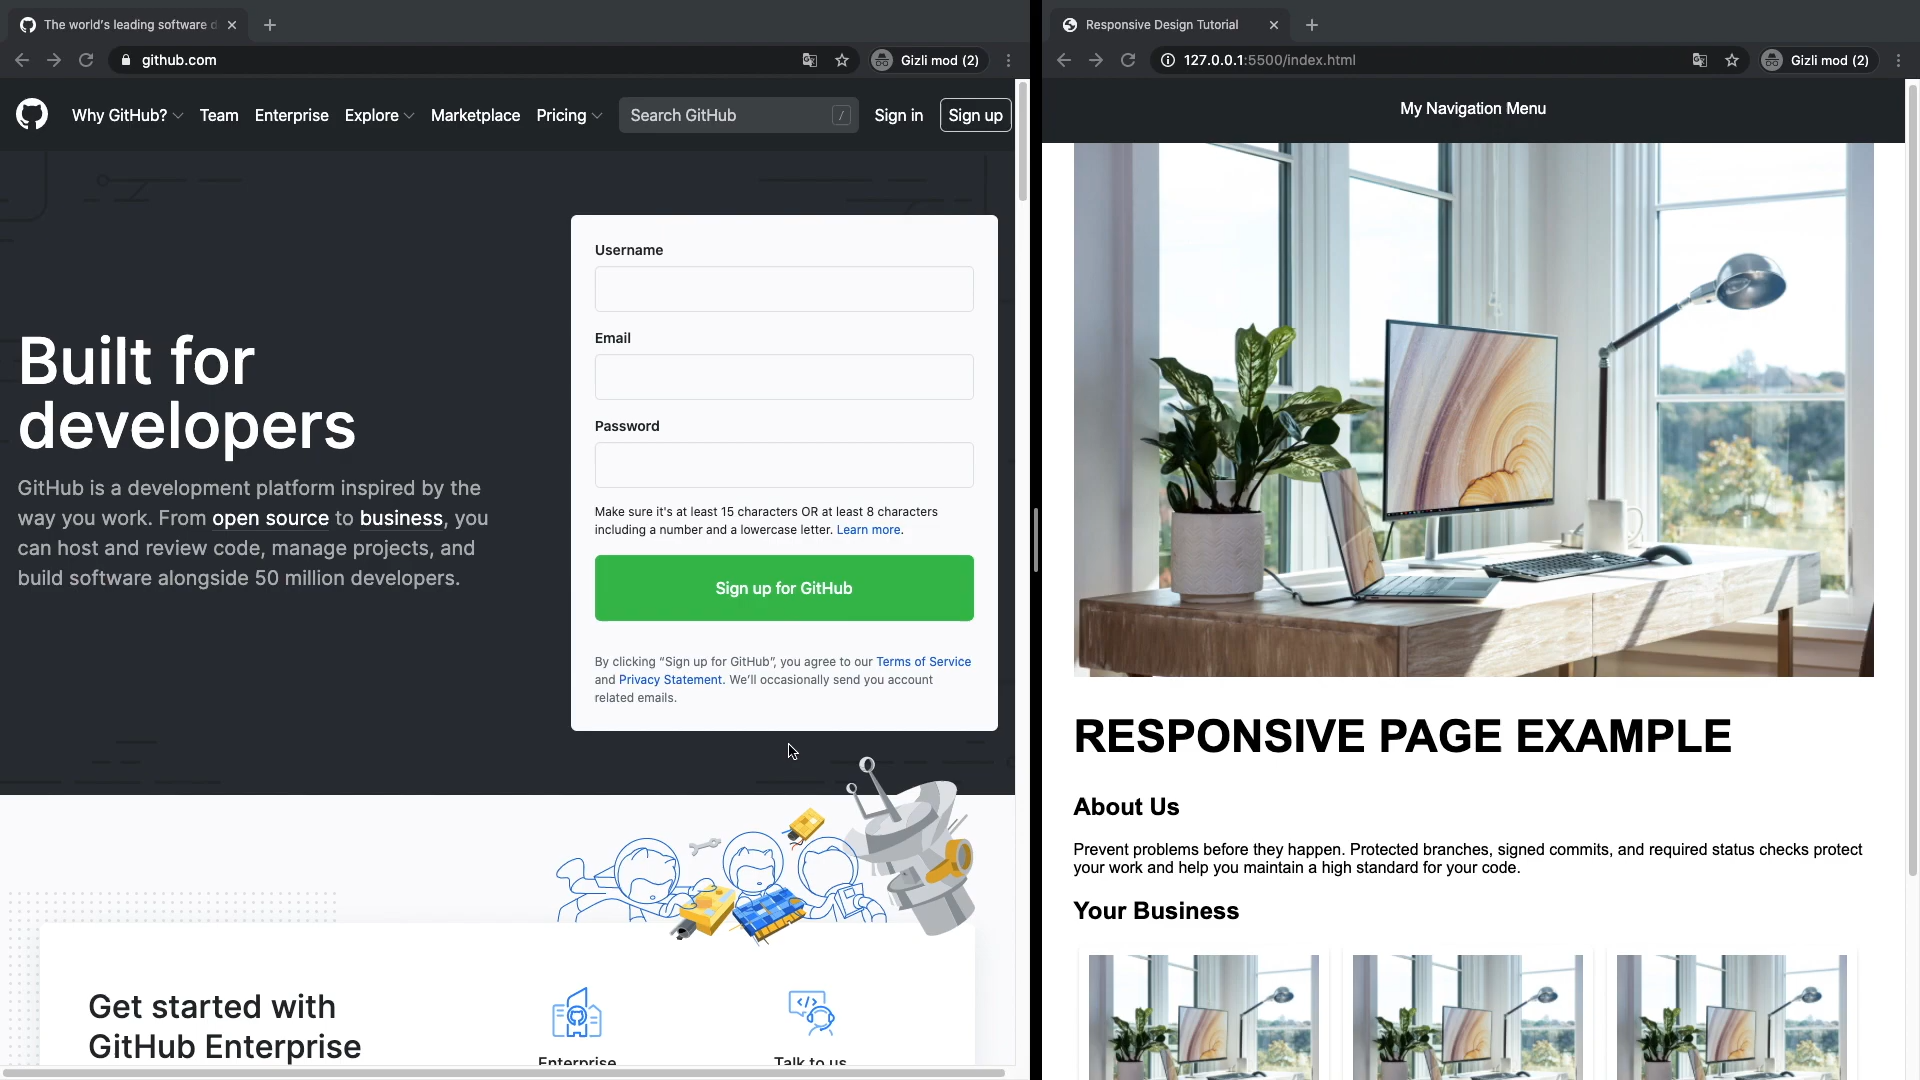 The world's leading software d
github.com
Gizli mod (2)
Why GitHub?
Team
Enterprise
Explore
Marketplace
Pricing
Search GitHub
/
Sign in
Sign up
Built for
developers
GitHub is a development platform inspired by the
way you work. From open source to business, you
can host and review code, manage projects, and
build software alongside 50 million developers.
Username
Email
Password
Make sure it's at least 15 characters OR at least 8 characters
including a number and a lowercase letter. Learn more.
Sign up for GitHub
By clicking “Sign up for GitHub”, you agree to our Terms of Service
and Privacy Statement. We’ll occasionally send you account
related emails.
Get started with
GitHub Enterprise
Enterprise
Talk to us
Responsive Design Tutorial
127.0.0.1:5500/index.html
Gizli mod (2)
My Navigation Menu
RESPONSIVE PAGE EXAMPLE
About Us
Prevent problems before they happen. Protected branches, signed commits, and required status checks protect
your work and help you maintain a high standard for your code.
Your Business